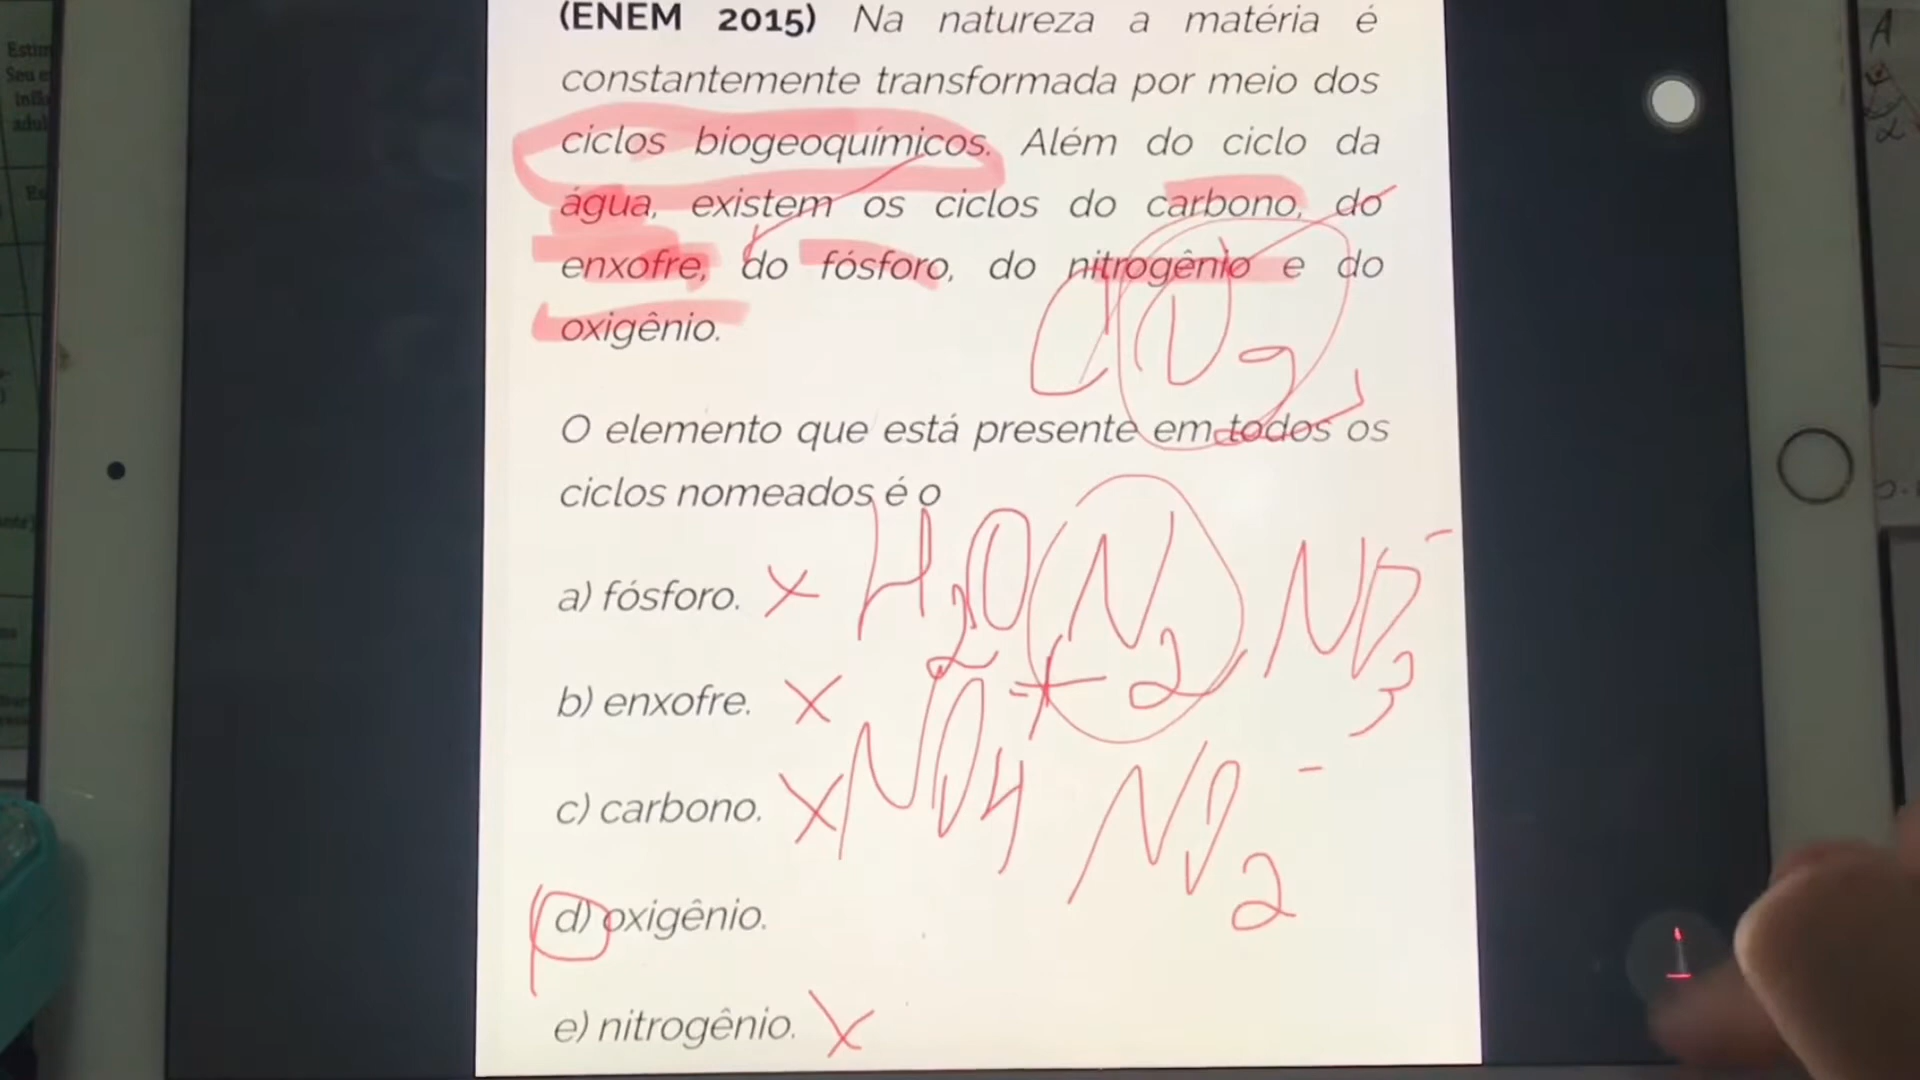 (ENEM 2015) Na natureza a matéria é
constantemente transformada por meio dos
ciclos biogeoquímicos. Além do ciclo da
água, existem os ciclos do carbono, do
enxofre, do fósforo, do nitrogênio e do
oxigênio.
O elemento que está presente em todos os
ciclos nomeados é o
a) fósforo. X H2O N2 NO3-
b) enxofre. X
c) carbono. X NO4 NO2-
d) oxigênio.
e) nitrogênio. X